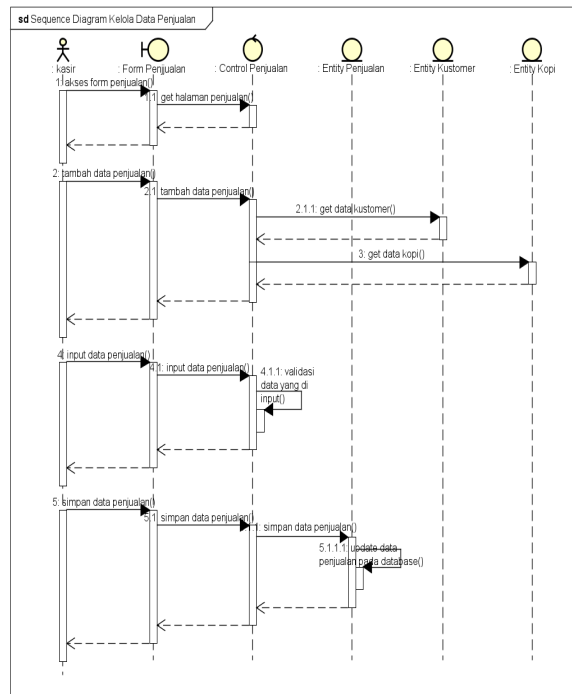 sd Sequence Diagram Kelola Data Penjualan
: kasir
: Form Penjualan
: Control Penjualan
: Entity Penjualan
: Entity Kustomer
: Entity Kopi
1: akses form penjualan()
1.1: get halaman penjualan()
2: tambah data penjualan()
2.1: tambah data penjualan()
2.1.1: get data kustomer()
3: get data kopi()
4: input data penjualan()
4.1: input data penjualan()
4.1.1: validasi
data yang di
input()
5: simpan data penjualan()
5.1: simpan data penjualan()
1: simpan data penjualan()
5.1.1.1: update data
penjualan pada database()